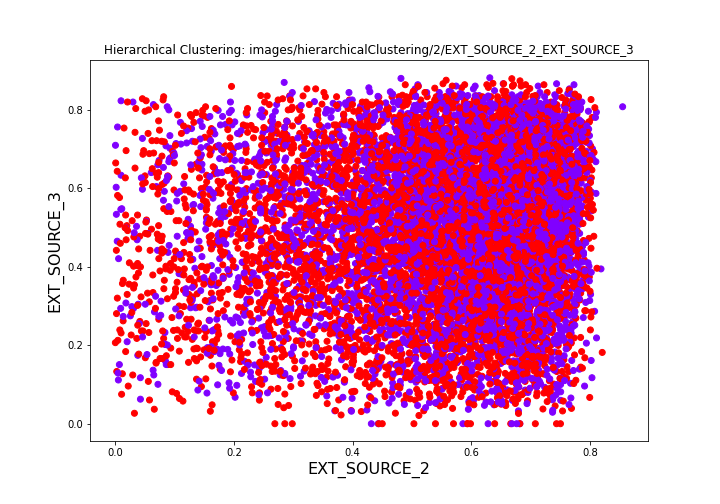 Hierarchical Clustering: images/hierarchicalClustering/2/EXT_SOURCE_2_EXT_SOURCE_3
EXT_SOURCE_3
0.8
0.6
0.4
0.2
0.0
0.0 0.2 0.4 0.6 0.8
EXT_SOURCE_2